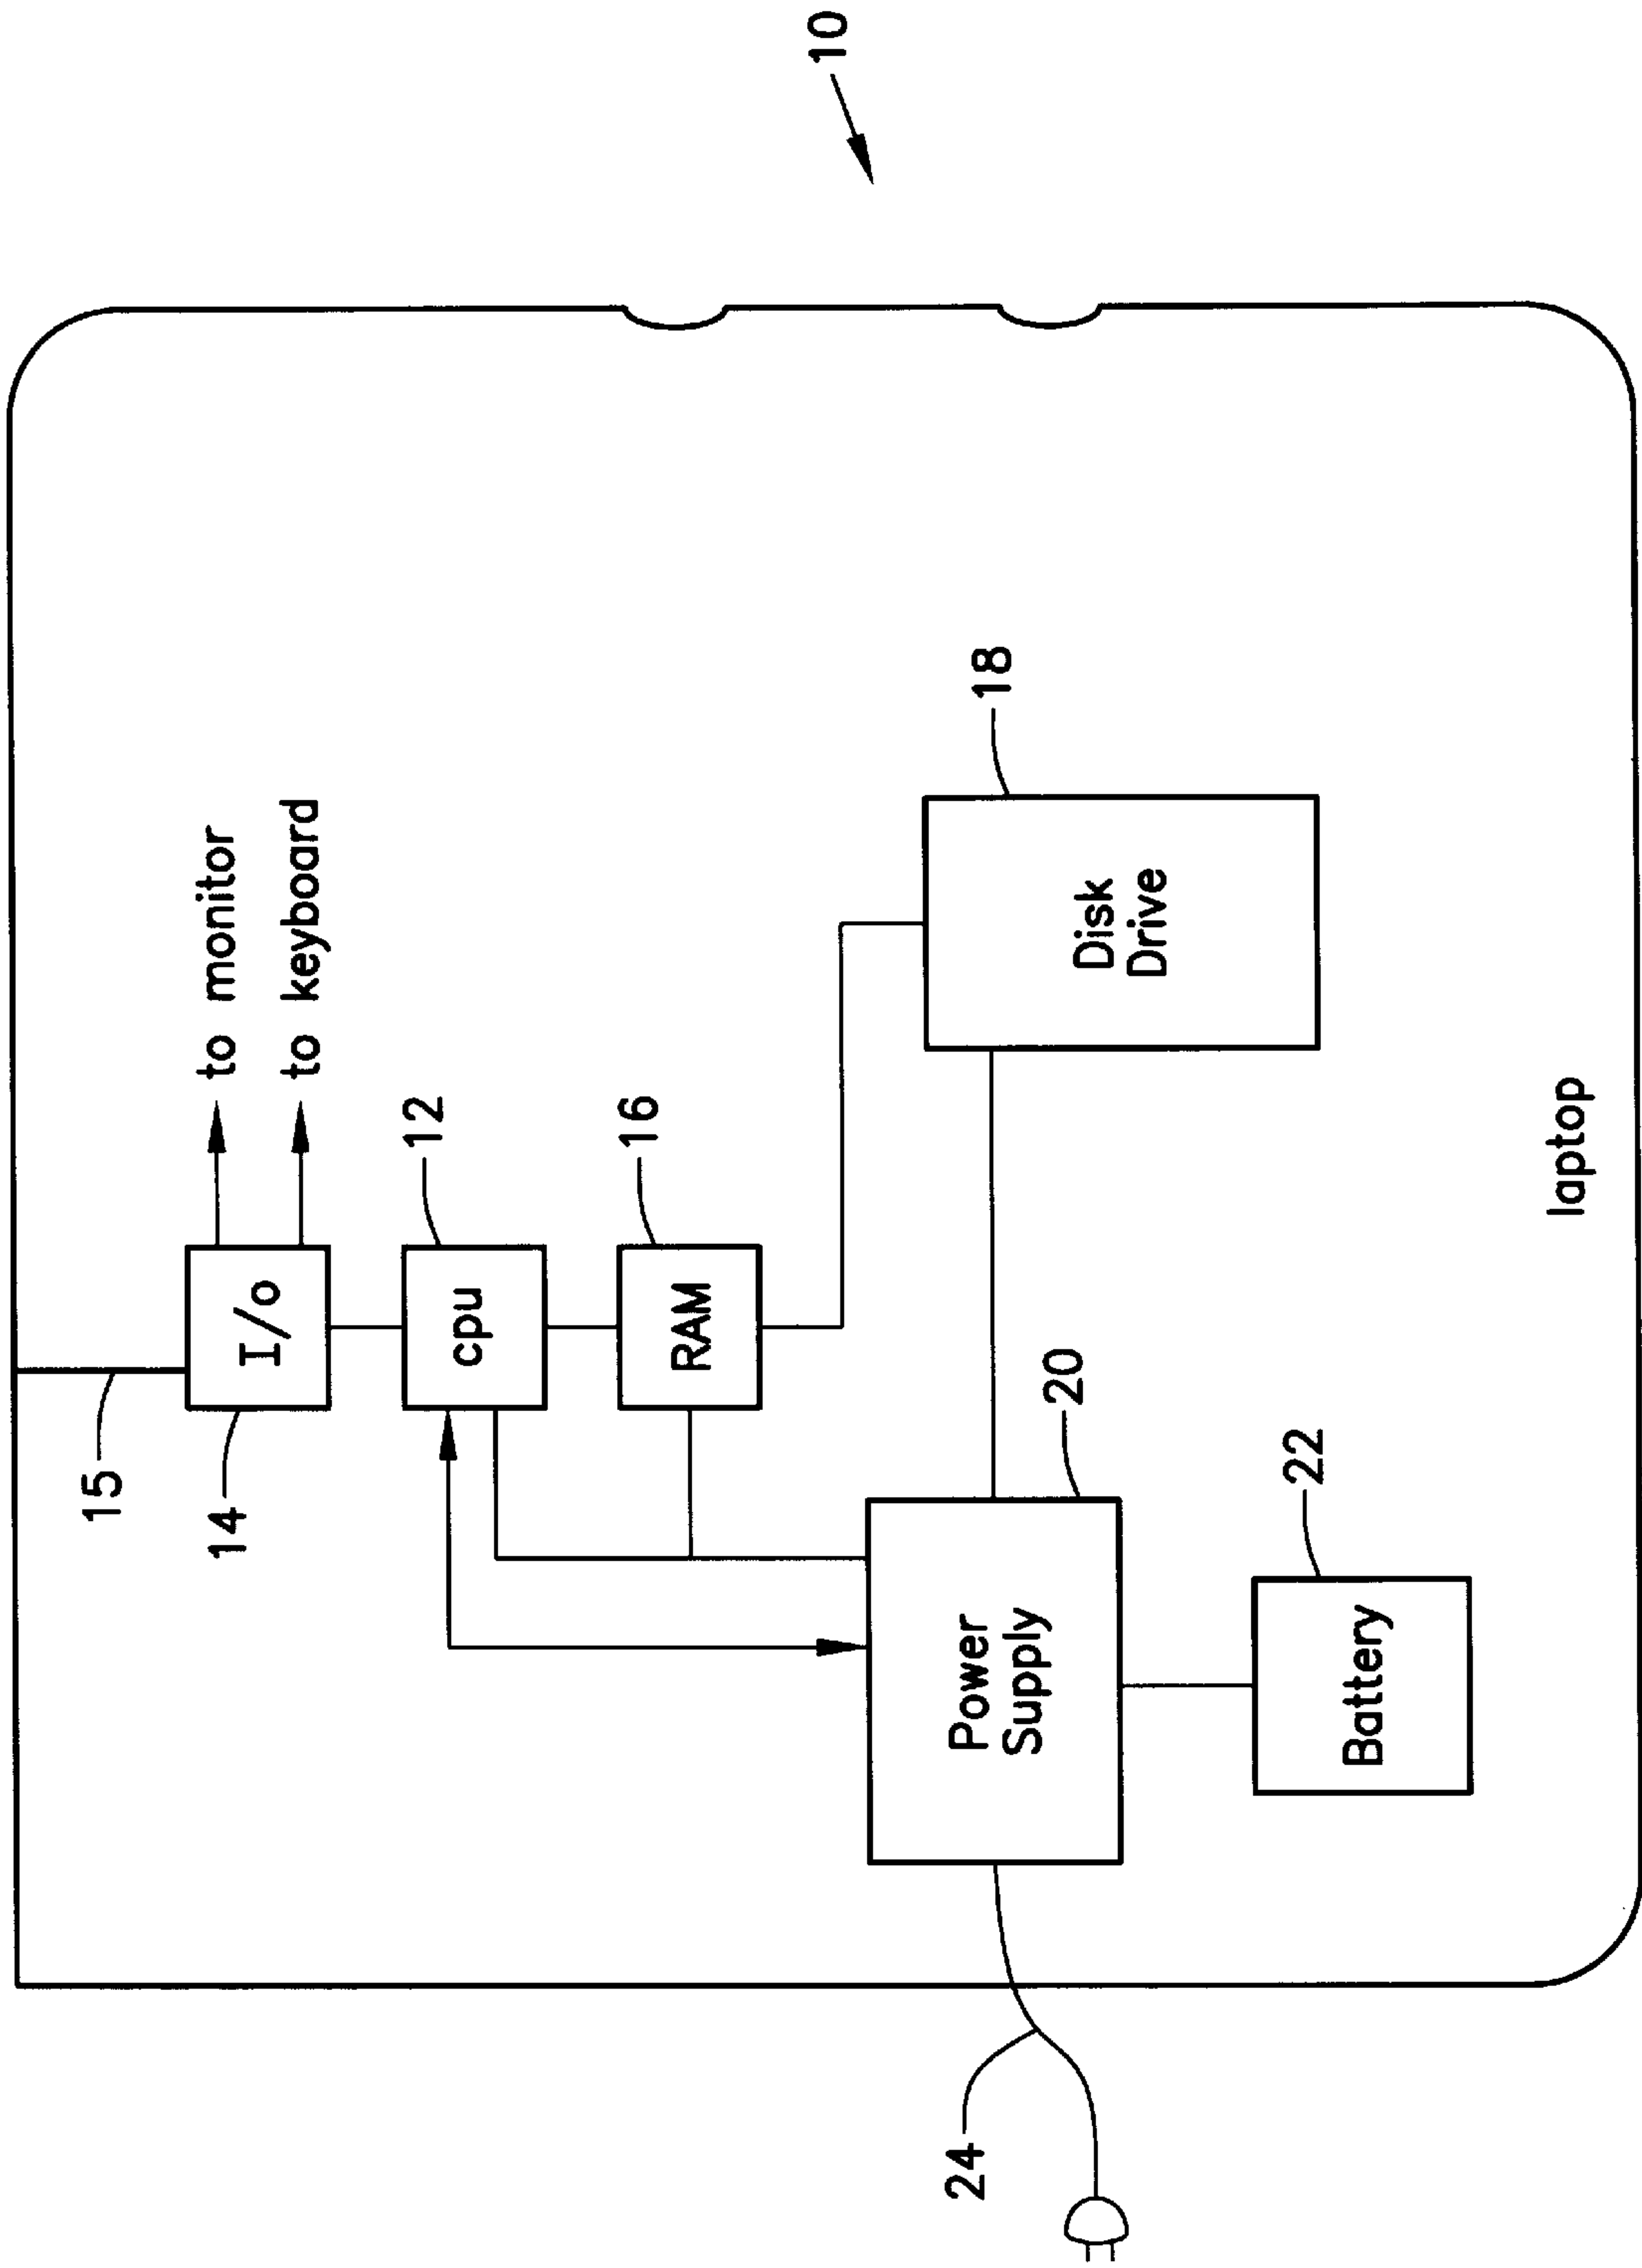 10
15
14
I/o
to monitor
to keyboard
cpu
12
RAM
16
Disk
Drive
18
Power
Supply
20
Battery
22
24
laptop